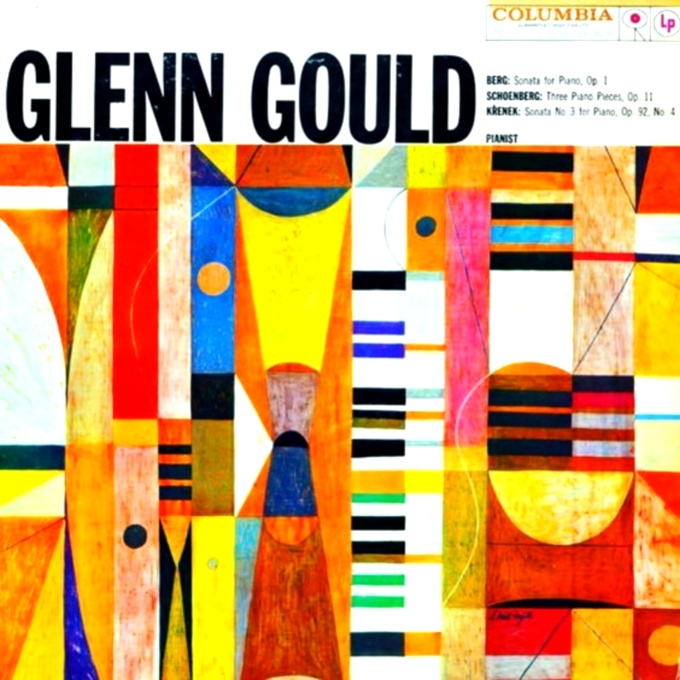 COLUMBIA
Lp
GLENN GOULD
BERG: Sonata for Piano, Op. 1
SCHOENBERG: Three Piano Pieces, Op. 11
KŘENEK: Sonata No. 3 for Piano, Op. 92, No. 4
PIANIST